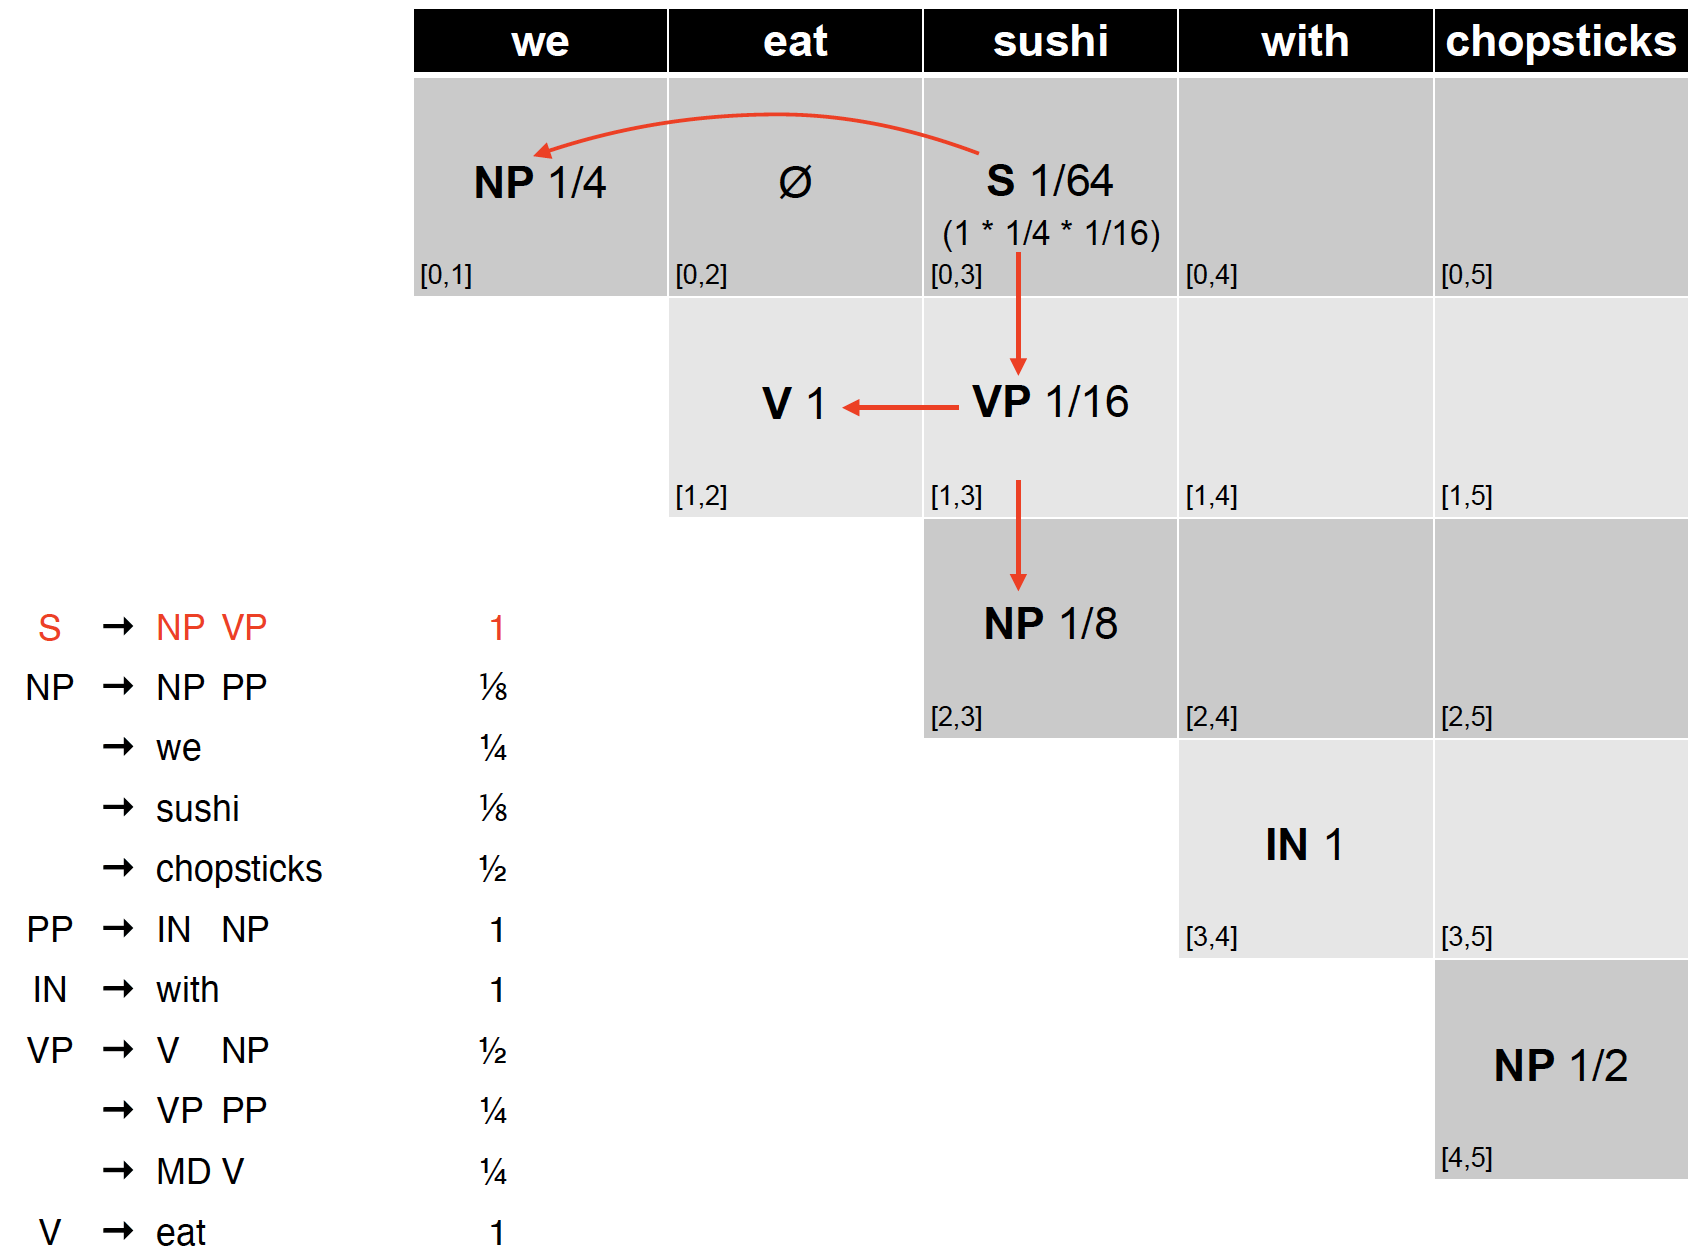 we eat sushi with chopsticks
NP 1/4 Ø S 1/64
(1 * 1/4 * 1/16)
[0,1] [0,2] [0,3] [0,4] [0,5]
V 1 VP 1/16
[1,2] [1,3] [1,4] [1,5]
NP 1/8
[2,3] [2,4] [2,5]
IN 1
[3,4] [3,5]
NP 1/2
[4,5]
S → NP VP 1
NP → NP PP ⅛
→ we ¼
→ sushi ⅛
→ chopsticks ½
PP → IN NP 1
IN → with 1
VP → V NP ½
→ VP PP ¼
→ MD V ¼
V → eat 1